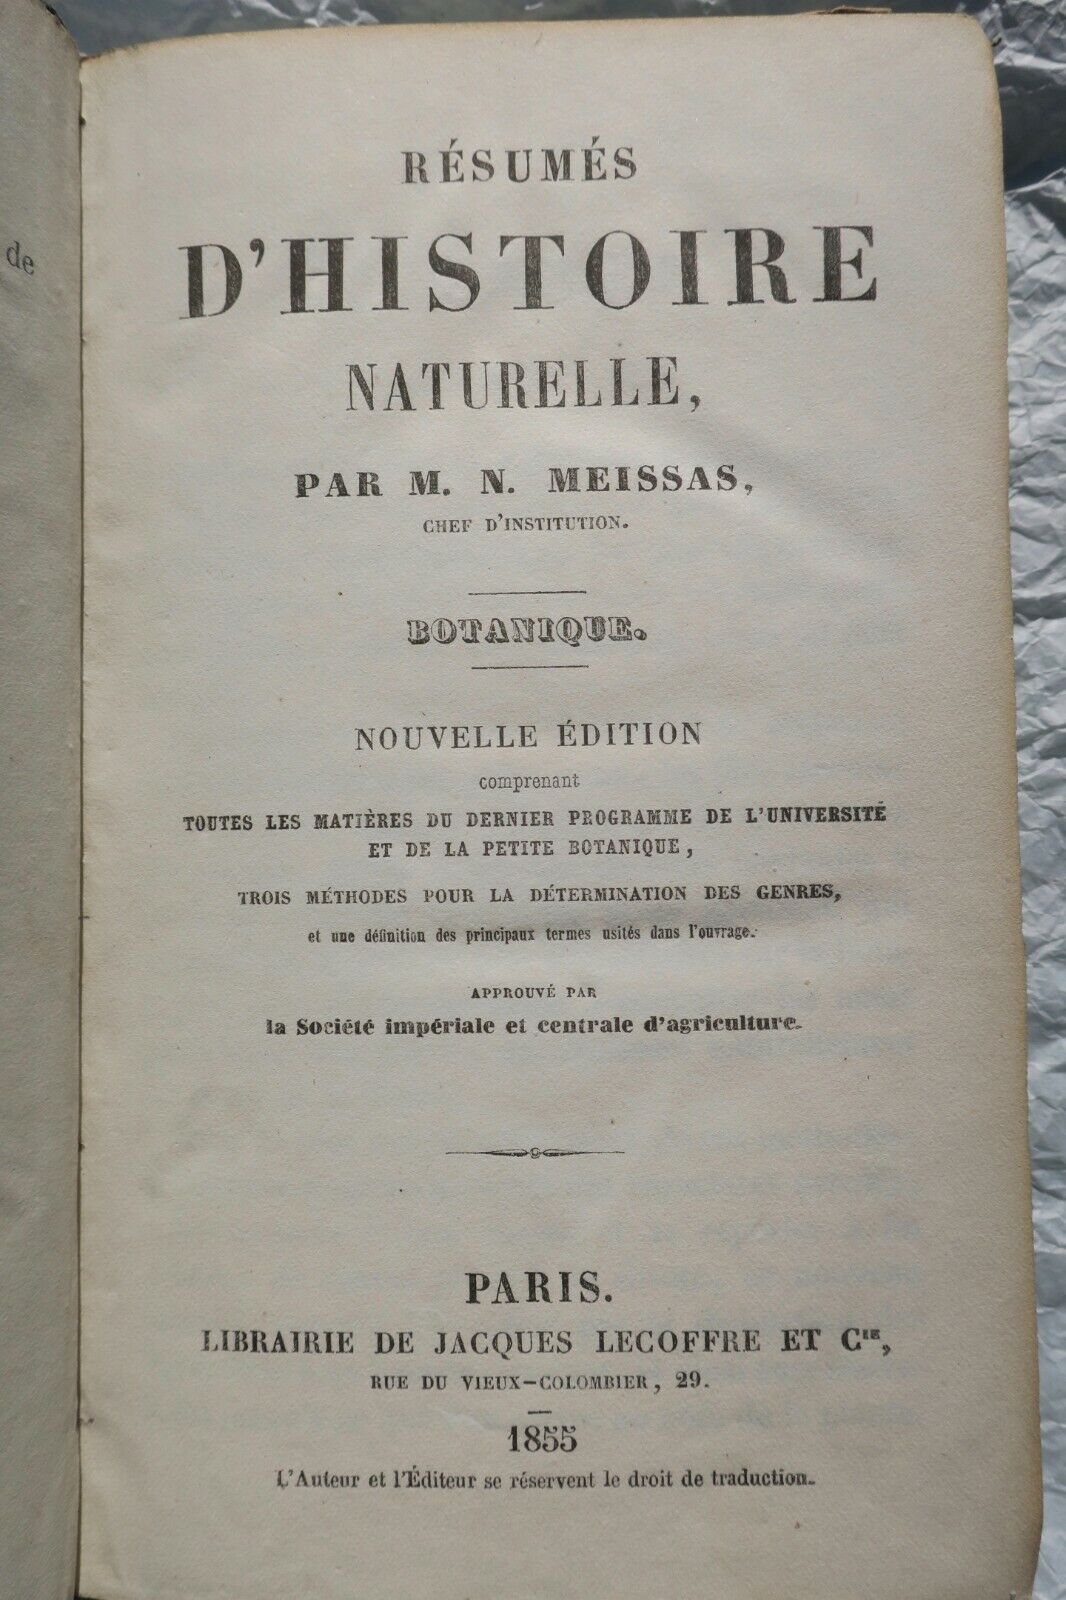 de
RÉSUMÉS
D'HISTOIRE
NATURELLE,
PAR M. N. MEISSAS,
CHEF D'INSTITUTION.
BOTANIQUE.
NOUVELLE ÉDITION
comprenant
TOUTES LES MATIÈRES DU DERNIER PROGRAMME DE L'UNIVERSITÉ
ET DE LA PETITE BOTANIQUE,
TROIS MÉTHODES POUR LA DÉTERMINATION DES GENRES,
et une définition des principaux termes usités dans l'ouvrage.
APPROUVÉ PAR
la Société impériale et centrale d'agriculture.
PARIS.
LIBRAIRIE DE JACQUES LECOFFRE ET Cie,
RUE DU VIEUX-COLOMBIER, 29.
1855
L'Auteur et l'Éditeur se réservent le droit de traduction.